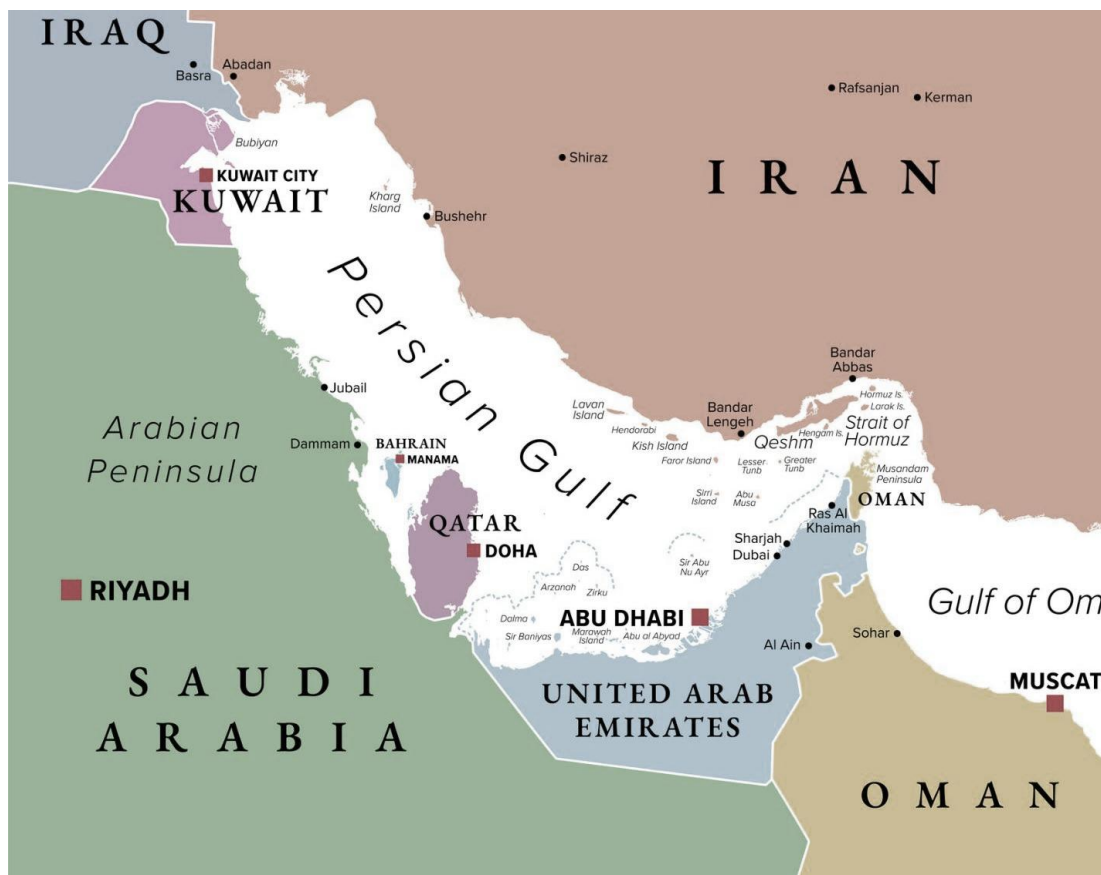 IRAQ
Basra
Abadan
Rafsanjan
Kerman
Bubiyan
Shiraz
IRAN
KUWAIT CITY
KUWAIT
Kharg
Island
Bushehr
Persian Gulf
Bandar
Abbas
Jubail
Hormuz Is.
Larak Is.
Lavan
Island
Bandar
Lengeh
Hendorabi
Kish Island
Qeshm
Hengam Is.
Strait of
Hormuz
Arabian
Peninsula
Dammam
BAHRAIN
MANAMA
Faror Island
Lesser
Tunb
Greater
Tunb
Musandam
Peninsula
Sirri
Island
Abu
Musa
OMAN
Ras Al
Khaimah
QATAR
DOHA
Sharjah
Dubai
Sir Abu
Nu Ayr
Das
Arzanah
Zirku
RIYADH
Gulf of Om
Dalma
ABU DHABI
Sir Baniyas
Marawah
Island
Abu al Abyad
Al Ain
Sohar
SAUDI
ARABIA
UNITED ARAB
EMIRATES
MUSCAT
OMAN